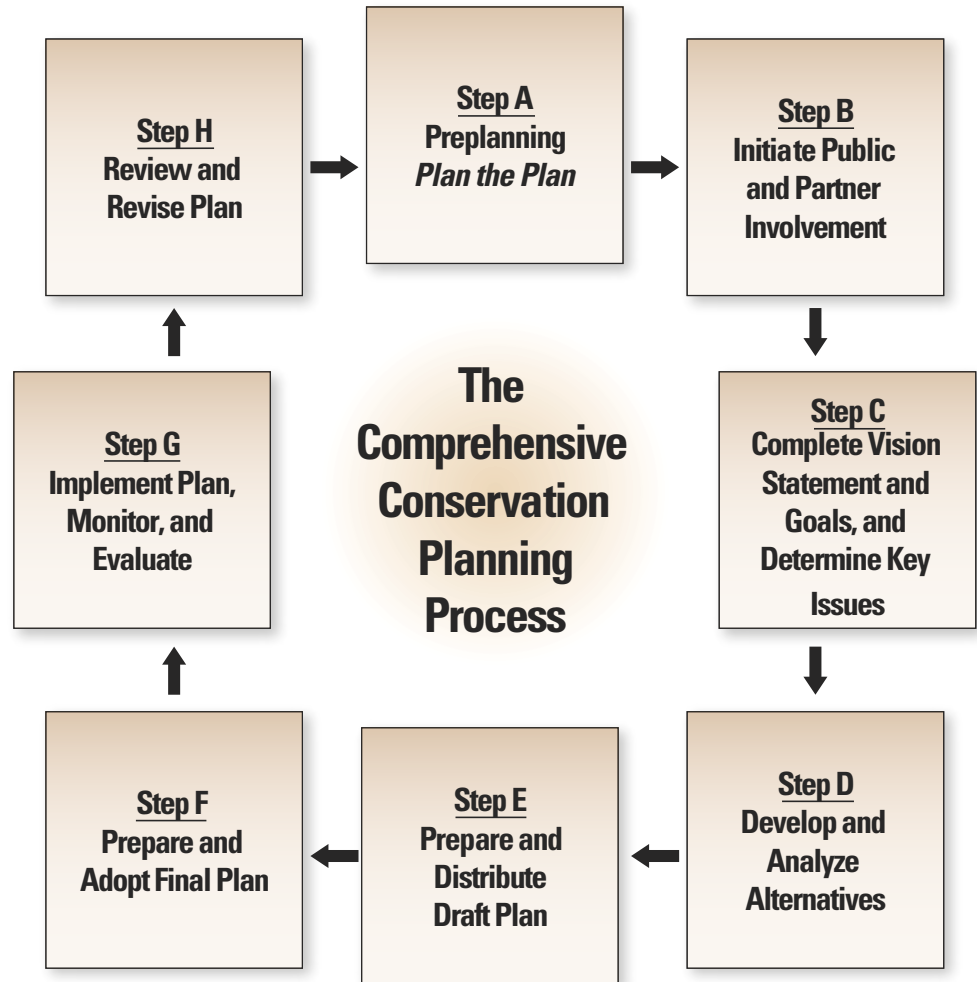 Step A
Preplanning
Plan the Plan
Step B
Initiate Public
and Partner
Involvement
Step C
Complete Vision
Statement and
Goals, and
Determine Key
Issues
Step D
Develop and
Analyze
Alternatives
Step E
Prepare and
Distribute
Draft Plan
Step F
Prepare and
Adopt Final Plan
Step G
Implement Plan,
Monitor, and
Evaluate
Step H
Review and
Revise Plan
The
Comprehensive
Conservation
Planning
Process